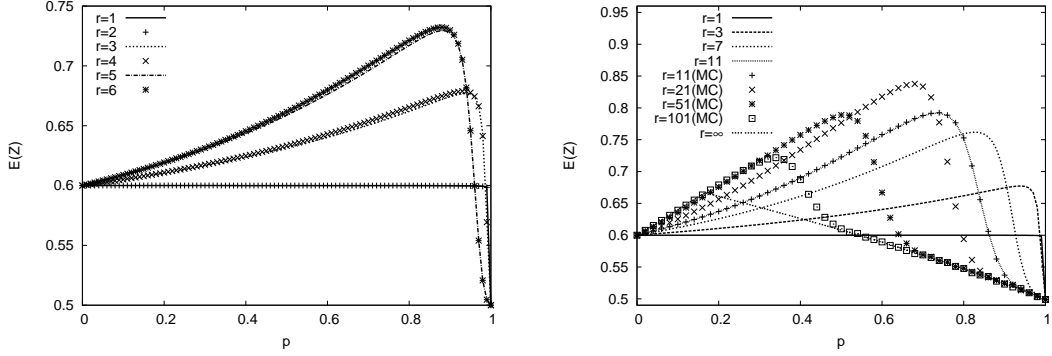 r=1
r=2
r=3
r=4
r=5
r=6
0.75
0.7
0.65
0.6
0.55
0.5
E(Z)
0 0.2 0.4 0.6 0.8 1
p
r=1
r=3
r=7
r=11
r=11(MC)
r=21(MC)
r=51(MC)
r=101(MC)
r=∞
0.95
0.9
0.85
0.8
0.75
0.7
0.65
0.6
0.55
0.5
E(Z)
0 0.2 0.4 0.6 0.8 1
p